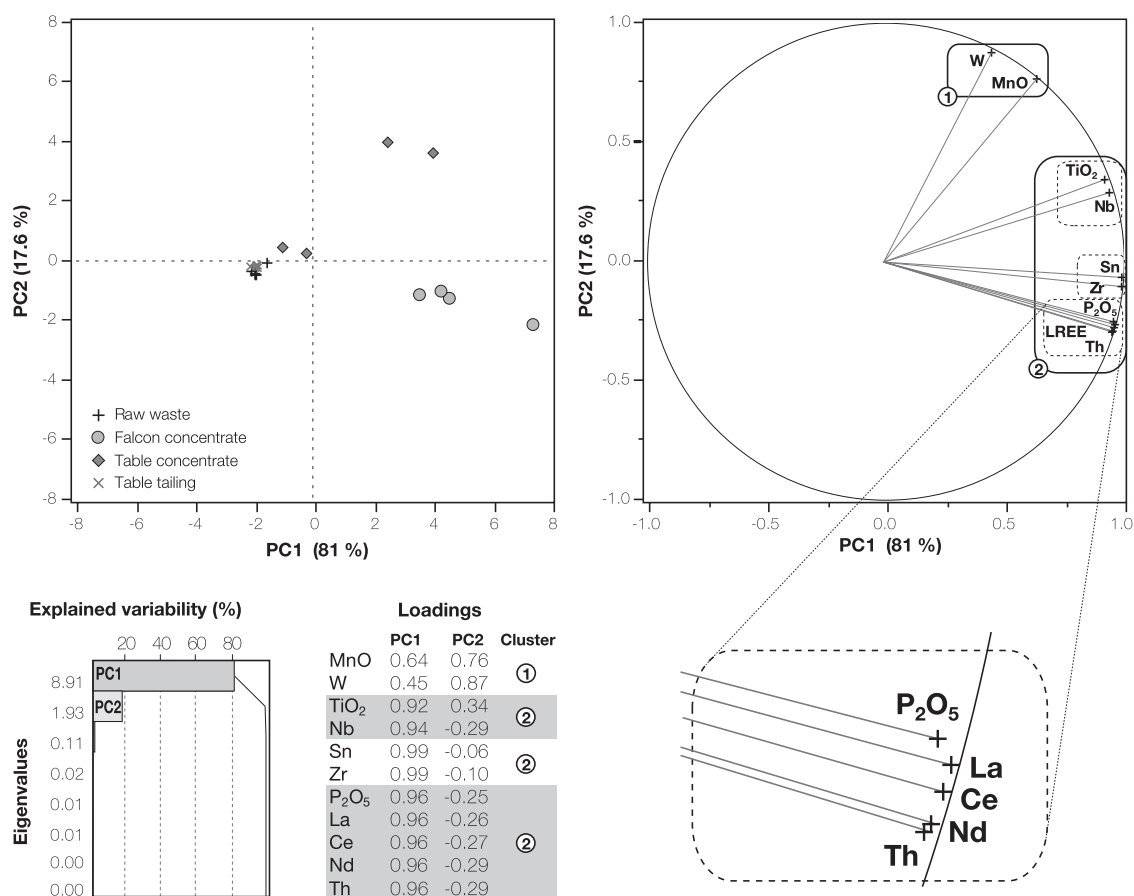 8
6
4
2
0
-2
-4
-6
-8
PC2 (17.6 %)
Raw waste
Falcon concentrate
Table concentrate
Table tailing
-8 -6 -4 -2 0 2 4 6 8
PC1 (81 %)
1.0
0.5
0.0
-0.5
-1.0
PC2 (17.6 %)
W
MnO
1
TiO2
Nb
Sn
Zr
P2O5
LREE
Th
2
-1.0 -0.5 0.0 0.5 1.0
PC1 (81 %)
Explained variability (%)
20 40 60 80
PC1
PC2
Eigenvalues
8.91
1.93
0.11
0.02
0.01
0.01
0.00
0.00
Loadings
PC1 PC2 Cluster
MnO 0.64 0.76 1
W 0.45 0.87
TiO2 0.92 0.34 2
Nb 0.94 -0.29
Sn 0.99 -0.06 2
Zr 0.99 -0.10
P2O5 0.96 -0.25
La 0.96 -0.26
Ce 0.96 -0.27 2
Nd 0.96 -0.29
Th 0.96 -0.29
P2O5
La
Ce
Nd
Th